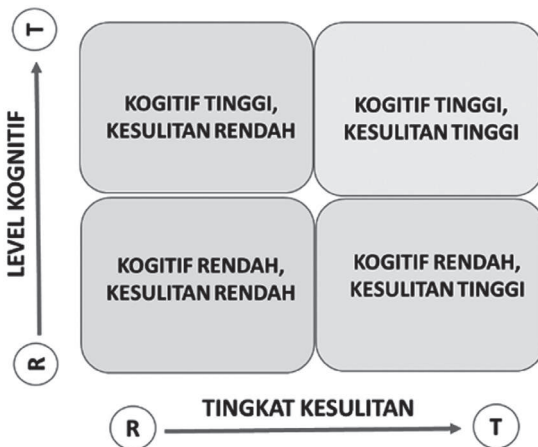 T
LEVEL KOGNITIF
R
KOGITIF TINGGI,
KESULITAN RENDAH
KOGITIF TINGGI,
KESULITAN TINGGI
KOGITIF RENDAH,
KESULITAN RENDAH
KOGITIF RENDAH,
KESULITAN TINGGI
R
TINGKAT KESULITAN
T